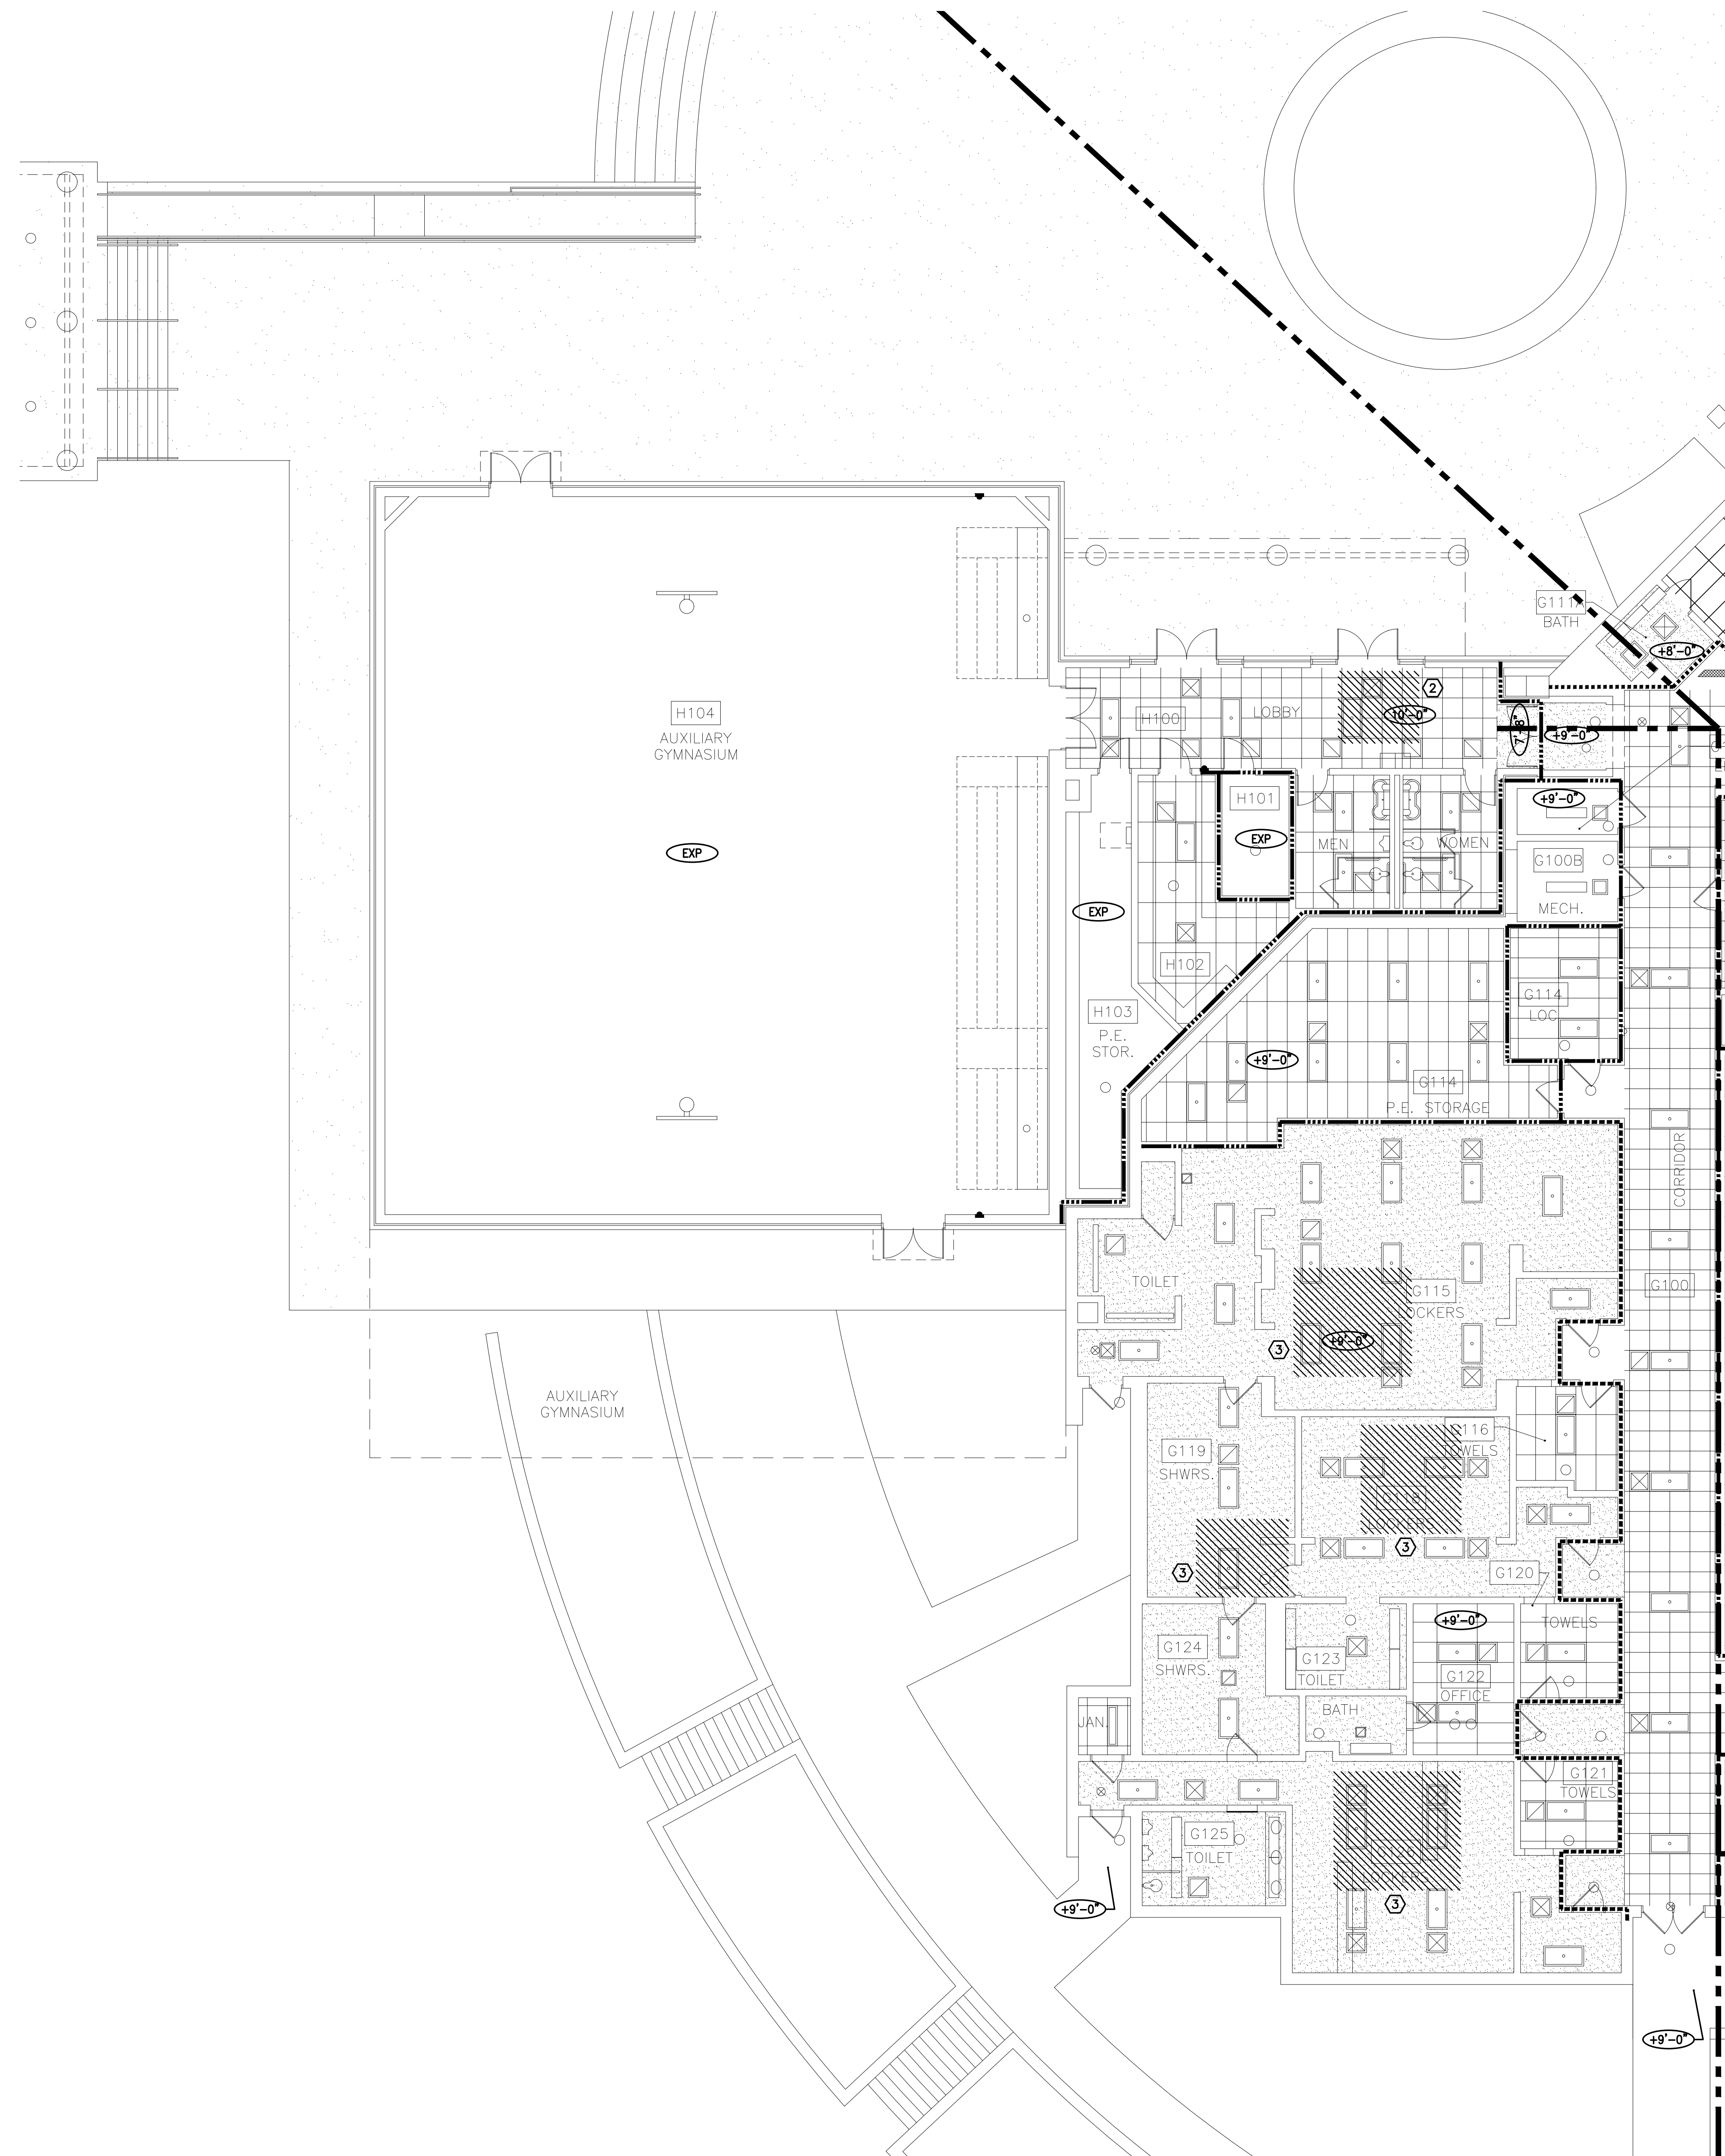 G111A
BATH
+8'-0"
H104
AUXILIARY
GYMNASIUM
EXP
H100
LOBBY
2
10'-0"
7'-8"
+9'-0"
H101
EXP
MEN
WOMEN
+9'-0"
G100B
MECH.
EXP
H102
H103
P.E.
STOR.
G114
LOC
+9'-0"
G114
P.E. STORAGE
CORRIDOR
G100
TOILET
G115
LOCKERS
+9'-0"
3
AUXILIARY
GYMNASIUM
G119
SHWRS.
G116
TOWELS
3
3
G120
TOWELS
+9'-0"
G124
SHWRS.
G123
TOILET
G122
OFFICE
BATH
JAN.
G121
TOWELS
G125
TOILET
+9'-0"
3
+9'-0"